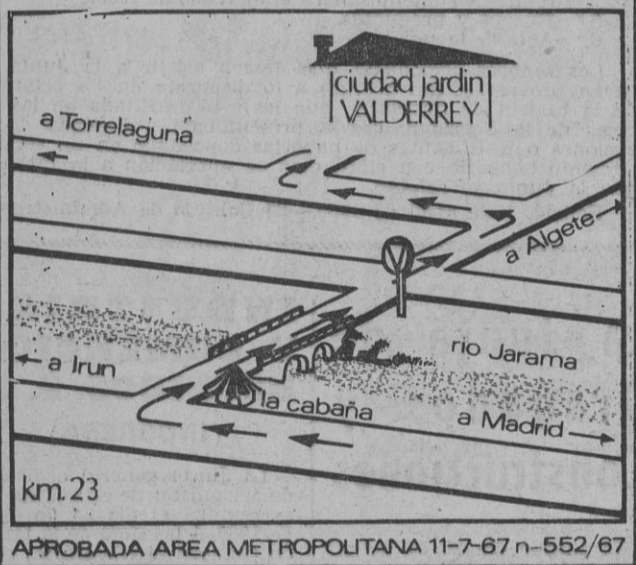 ciudad jardin
VALDERREY
a Torrelaguna
a Algete
rio Jarama
a Irun
la cabaña
a Madrid
km. 23
APROBADA AREA METROPOLITANA 11-7-67 n-552/67